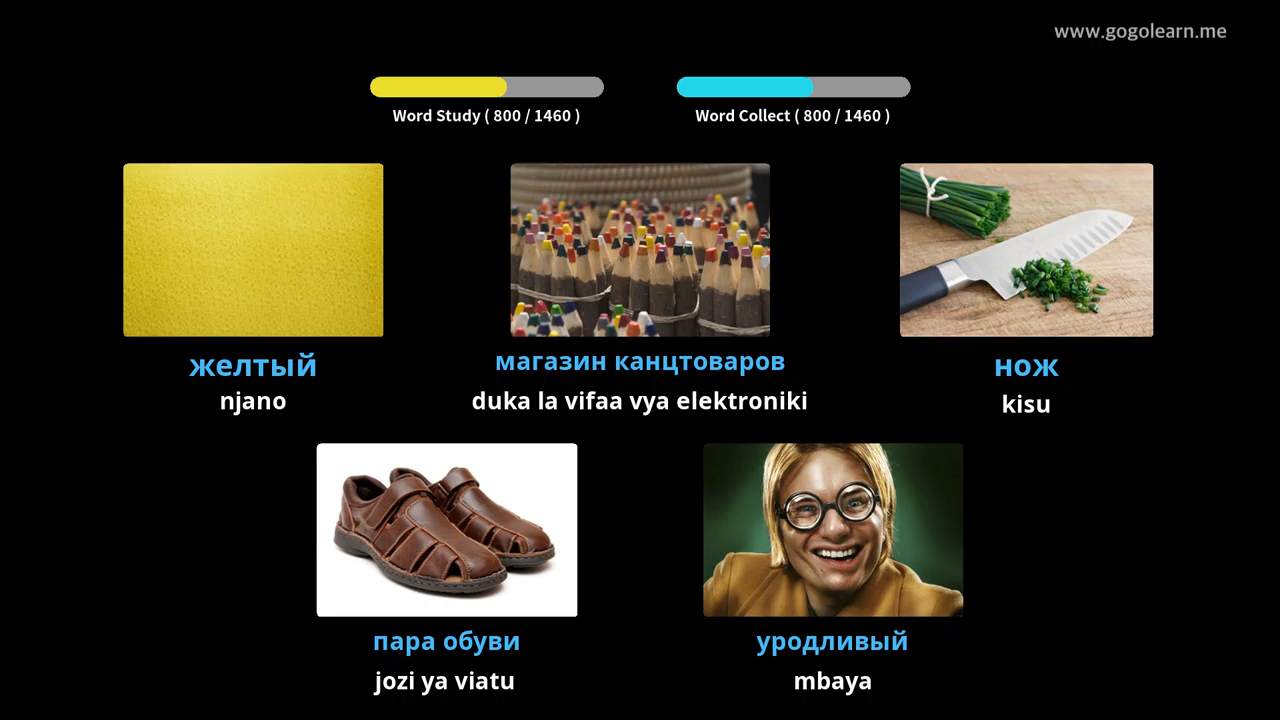 www.gogolearn.me
Word Study ( 800 / 1460 )
Word Collect ( 800 / 1460 )
желтый
njano
магазин канцтоваров
duka la vifaa vya elektroniki
нож
kisu
пара обуви
jozi ya viatu
уродливый
mbaya